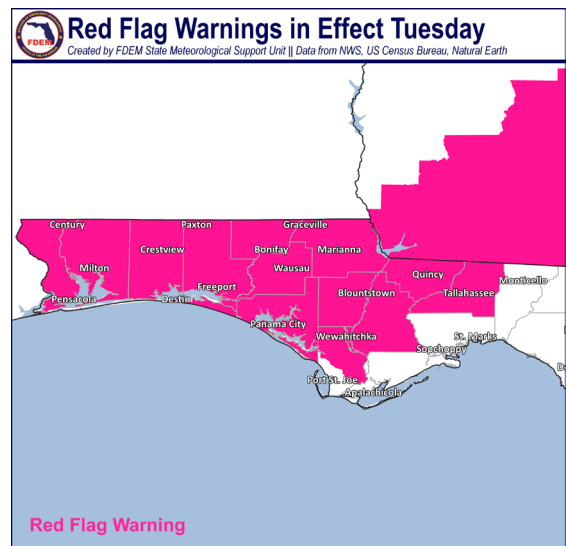 Red Flag Warnings in Effect Tuesday
FDEM
Created by FDEM State Meteorological Support Unit || Data from NWS, US Census Bureau, Natural Earth
Century
Paxton
Graceville
Crestview
Bonifay
Marianna
Milton
Wausau
Quincy
Monticello
Freeport
Blountstown
Tallahassee
Pensacola
Destin
Panama City
Wewahitchka
St. Marks
Sopchoppy
Port St. Joe
Apalachicola
Red Flag Warning